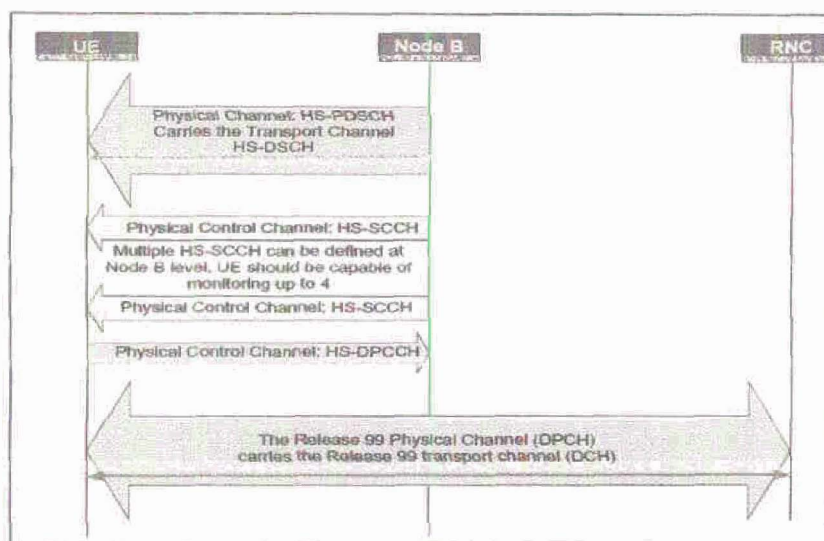 UE
Node B
RNC
Physical Channel: HS-PDSCH
Carries the Transport Channel
HS-DSCH
Physical Control Channel: HS-SCCH
Multiple HS-SCCH can be defined at
Node B level, UE should be capable of
monitoring up to 4
Physical Control Channel: HS-SCCH
Physical Control Channel: HS-DPCCH
The Release 99 Physical Channel (DPCH)
carries the Release 99 transport channel (DCH)